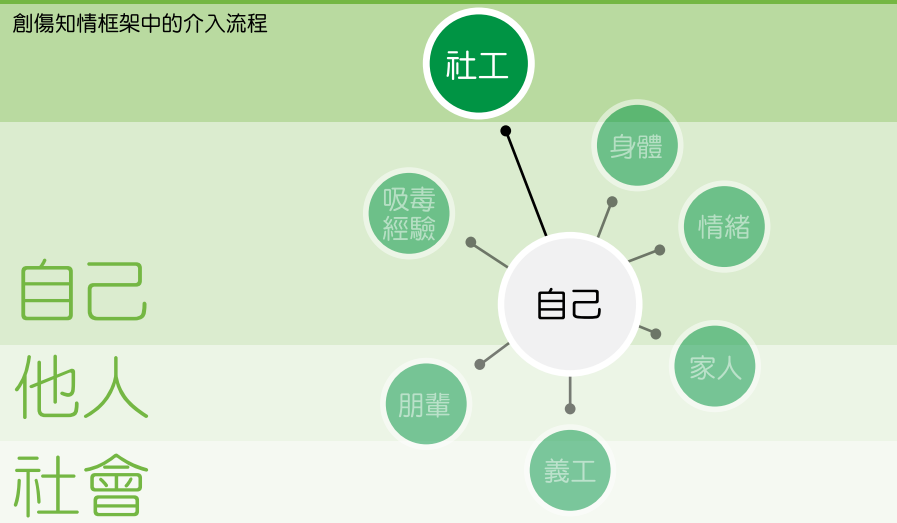 創傷知情框架中的介入流程
社工
身體
吸毒
經驗
情緒
自己
自己
家人
他人
朋輩
義工
社會